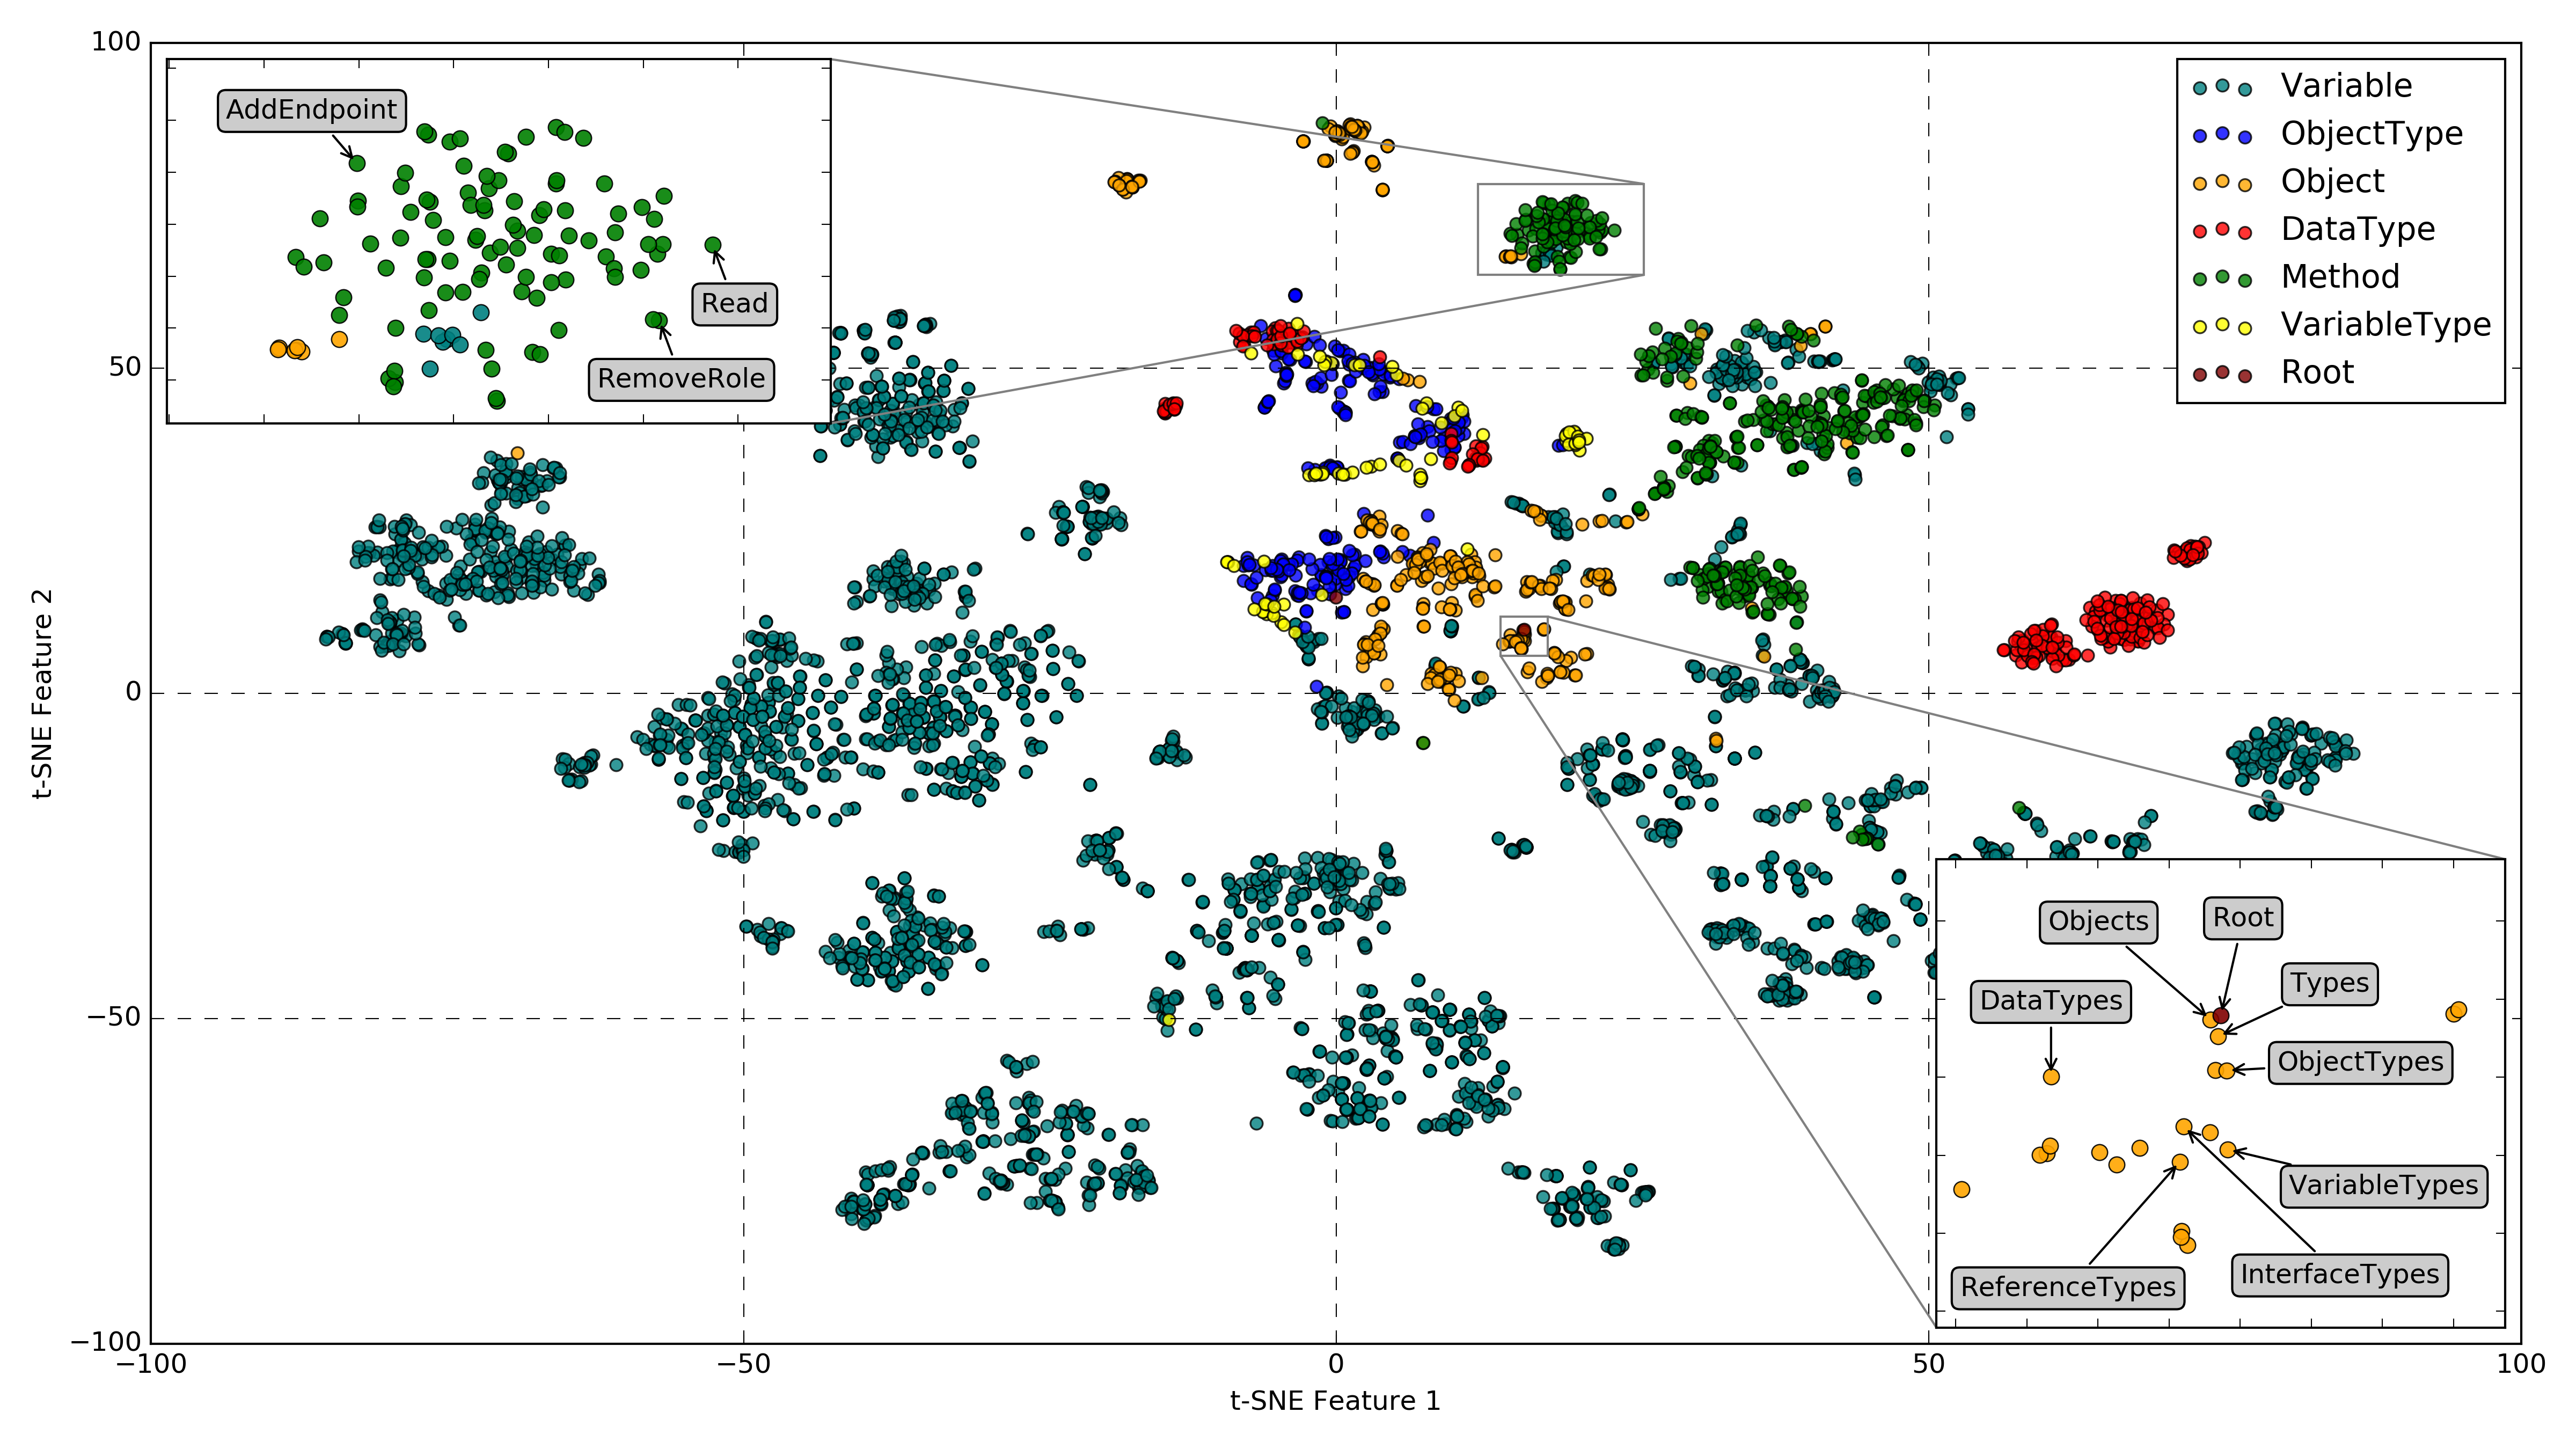 100
50
0
−50
−100
t-SNE Feature 2
AddEndpoint
Read
RemoveRole
Variable
ObjectType
Object
DataType
Method
VariableType
Root
Objects
Root
Types
DataTypes
ObjectTypes
VariableTypes
InterfaceTypes
ReferenceTypes
−100
−50
0
50
100
t-SNE Feature 1